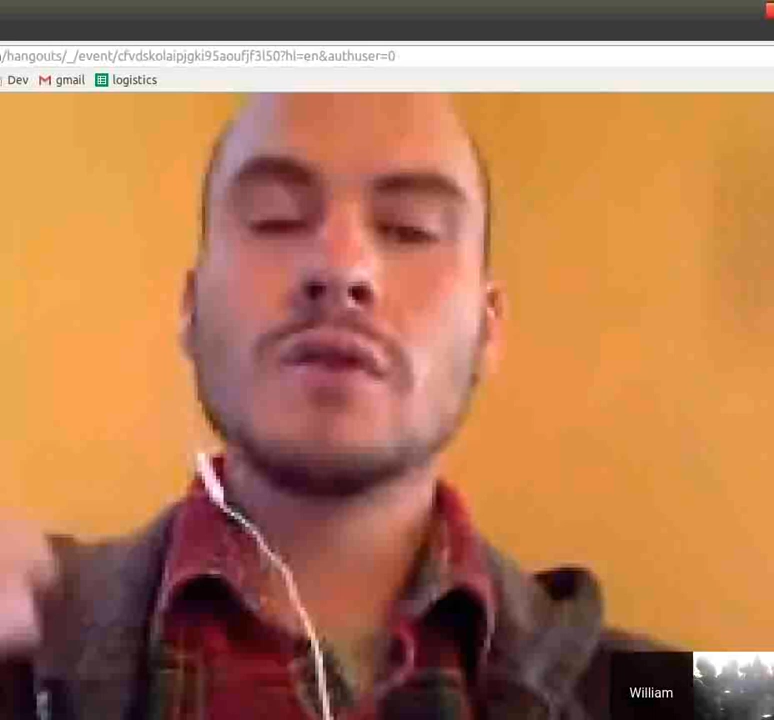 /hangouts/_/event/cfvdskolaipjgki95aoufjf3l50?hl=en&authuser=0
Dev gmail logistics
William